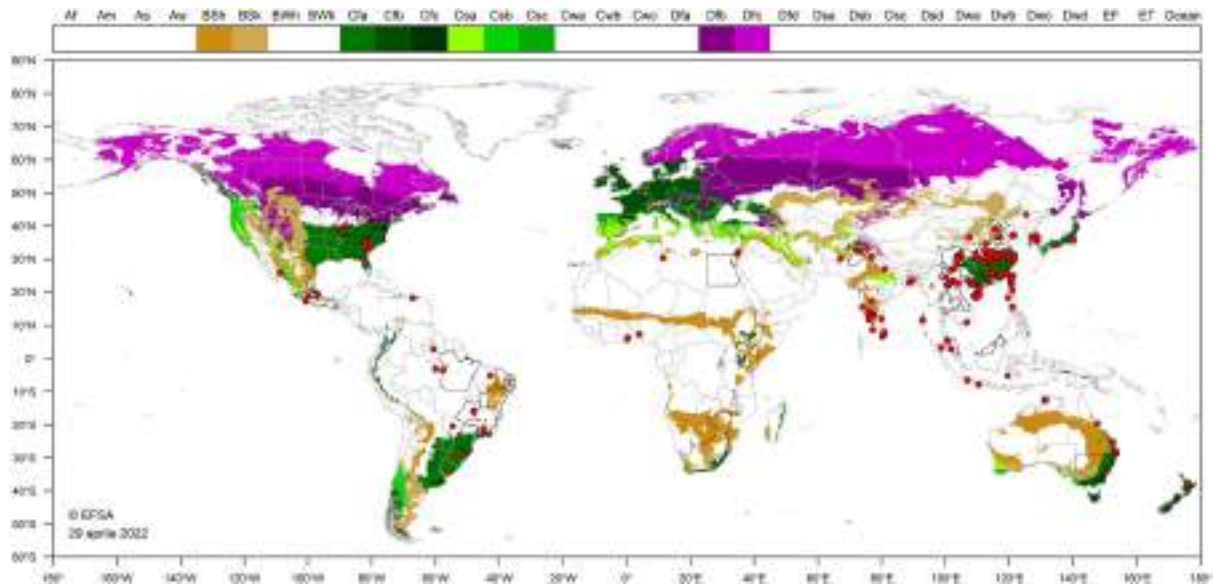 Af Am As Aw BSh BSk BWh BWk Cfa Cfb Cfc Csa Csb Csc Cwa Cwb Cwc Dfa Dfb Dfc Dfd Dsa Dsb Dsc Dsd Dwa Dwb Dwc Dwd EF ET Ocean
80°N
70°N
60°N
50°N
40°N
30°N
20°N
10°N
0°
10°S
20°S
30°S
40°S
50°S
60°S
© EFSA
29 aprile 2022
180° 160°W 140°W 120°W 100°W 80°W 60°W 40°W 20°W 0° 20°E 40°E 60°E 80°E 100°E 120°E 140°E 160°E 180°